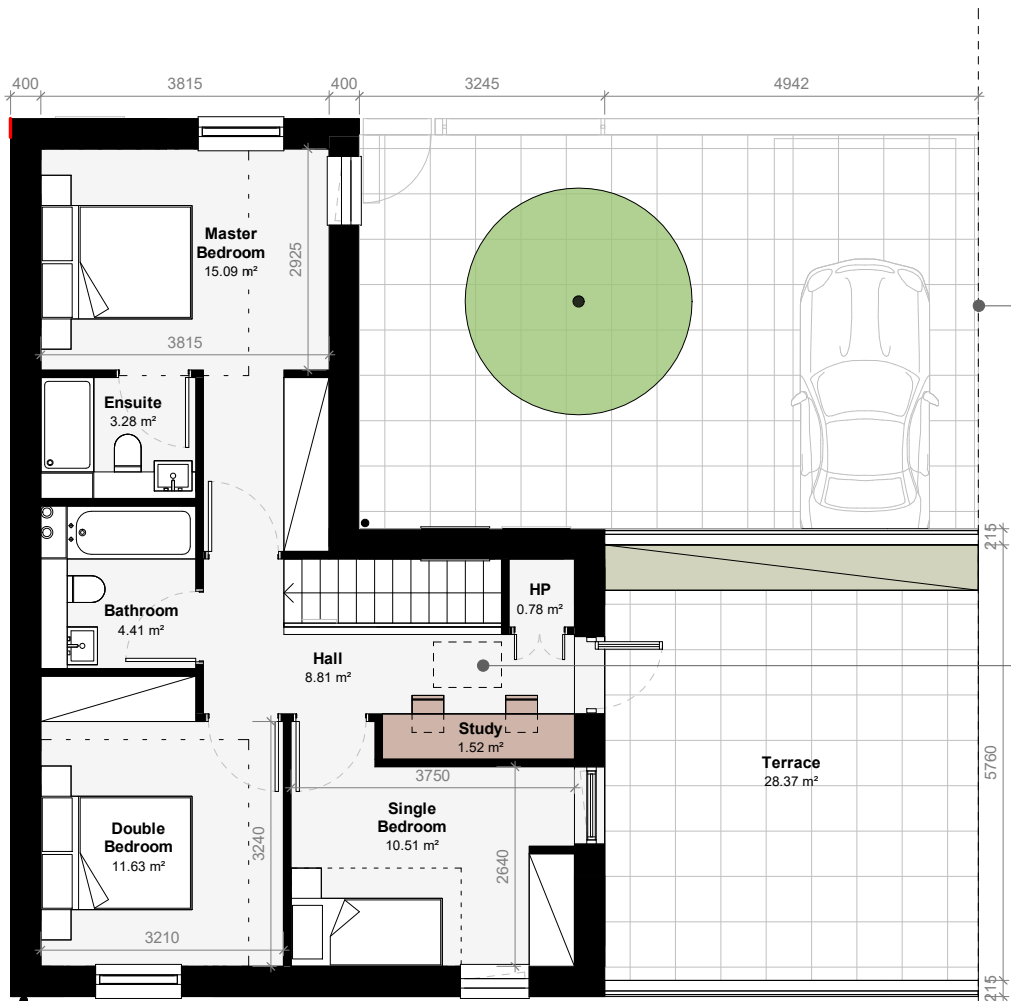 400
3815
400
3245
4942
Master
Bedroom
15.09 m²
2925
3815
Ensuite
3.28 m²
215
HP
0.78 m²
Bathroom
4.41 m²
Hall
8.81 m²
Study
1.52 m²
3750
Terrace
28.37 m²
5760
Single
Bedroom
10.51 m²
Double
Bedroom
11.63 m²
3240
2640
3210
215